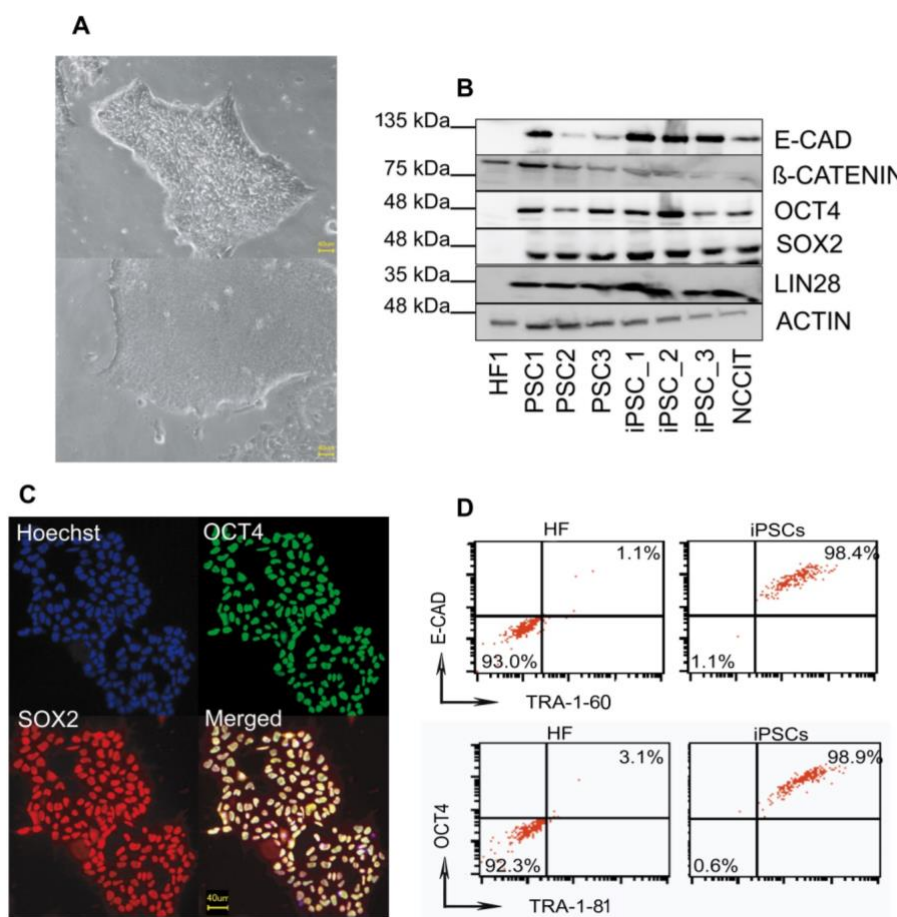 A
40um
40um
B
135 kDa
E-CAD
75 kDa
ß-CATENIN
48 kDa
OCT4
48 kDa
SOX2
35 kDa
LIN28
48 kDa
ACTIN
HF1
PSC1
PSC2
PSC3
iPSC_1
iPSC_2
iPSC_3
NCCIT
C
Hoechst
OCT4
SOX2
Merged
40um
D
HF
iPSCs
1.1%
98.4%
E-CAD
93.0%
1.1%
TRA-1-60
HF
iPSCs
3.1%
98.9%
OCT4
92.3%
0.6%
TRA-1-81